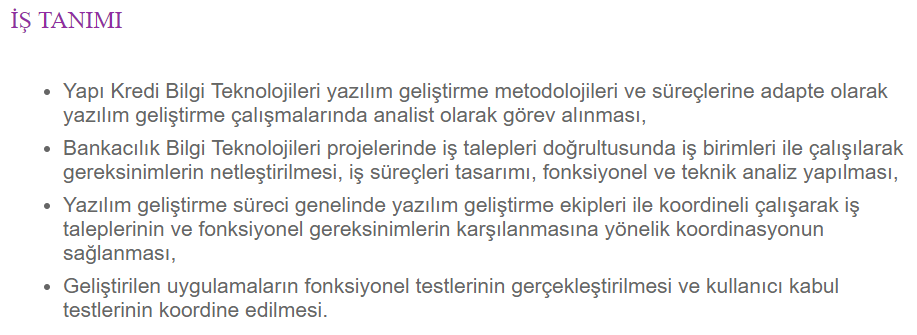 İŞ TANIMI
• Yapı Kredi Bilgi Teknolojileri yazılım geliştirme metodolojileri ve süreçlerine adapte olarak
yazılım geliştirme çalışmalarında analist olarak görev alınması,
• Bankacılık Bilgi Teknolojileri projelerinde iş talepleri doğrultusunda iş birimleri ile çalışılarak
gereksinimlerin netleştirilmesi, iş süreçleri tasarımı, fonksiyonel ve teknik analiz yapılması,
• Yazılım geliştirme süreci genelinde yazılım geliştirme ekipleri ile koordineli çalışarak iş
taleplerinin ve fonksiyonel gereksinimlerin karşılanmasına yönelik koordinasyonun
sağlanması,
• Geliştirilen uygulamaların fonksiyonel testlerinin gerçekleştirilmesi ve kullanıcı kabul
testlerinin koordine edilmesi.